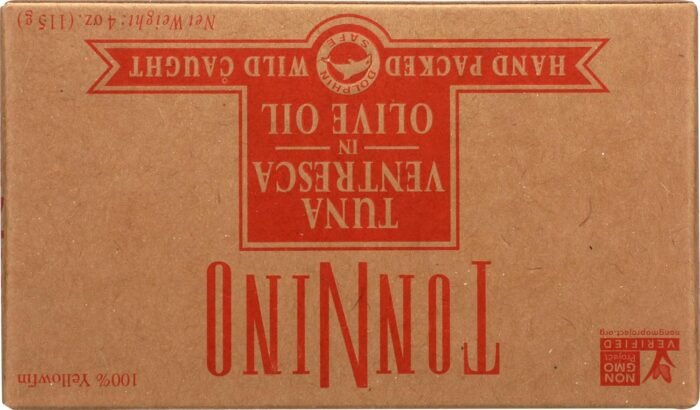 100% Yellowfin
NON
GMO
Project
VERIFIED
nongmoproject.org
TONNINO
TUNA
VENTRESCA
IN
OLIVE OIL
HAND PACKED
DOLPHIN
SAFE
WILD CAUGHT
Net Weight: 4 oz. (115 g)